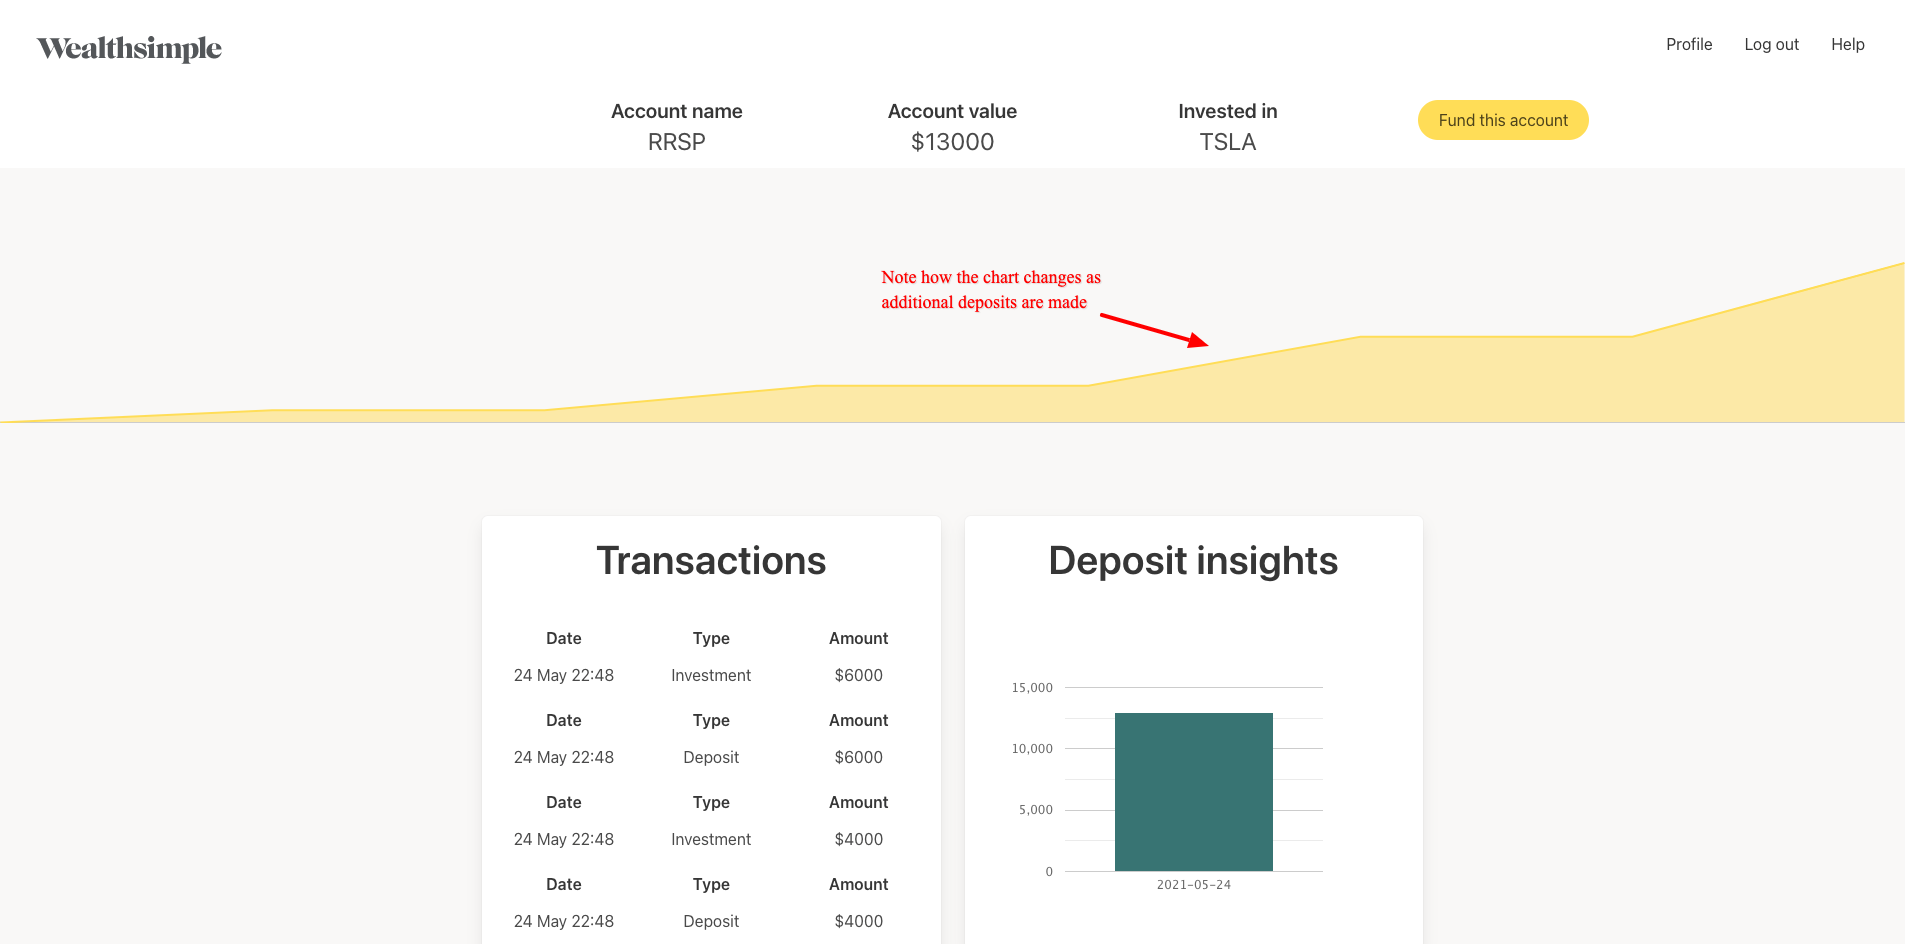 Wealthsimple
Profile Log out Help
Account name Account value Invested in
RRSP $13000 TSLA
Fund this account
Note how the chart changes as
additional deposits are made
Transactions
Date Type Amount
24 May 22:48 Investment $6000
Date Type Amount
24 May 22:48 Deposit $6000
Date Type Amount
24 May 22:48 Investment $4000
Date Type Amount
24 May 22:48 Deposit $4000
Deposit insights
15,000
10,000
5,000
0
2021-05-24